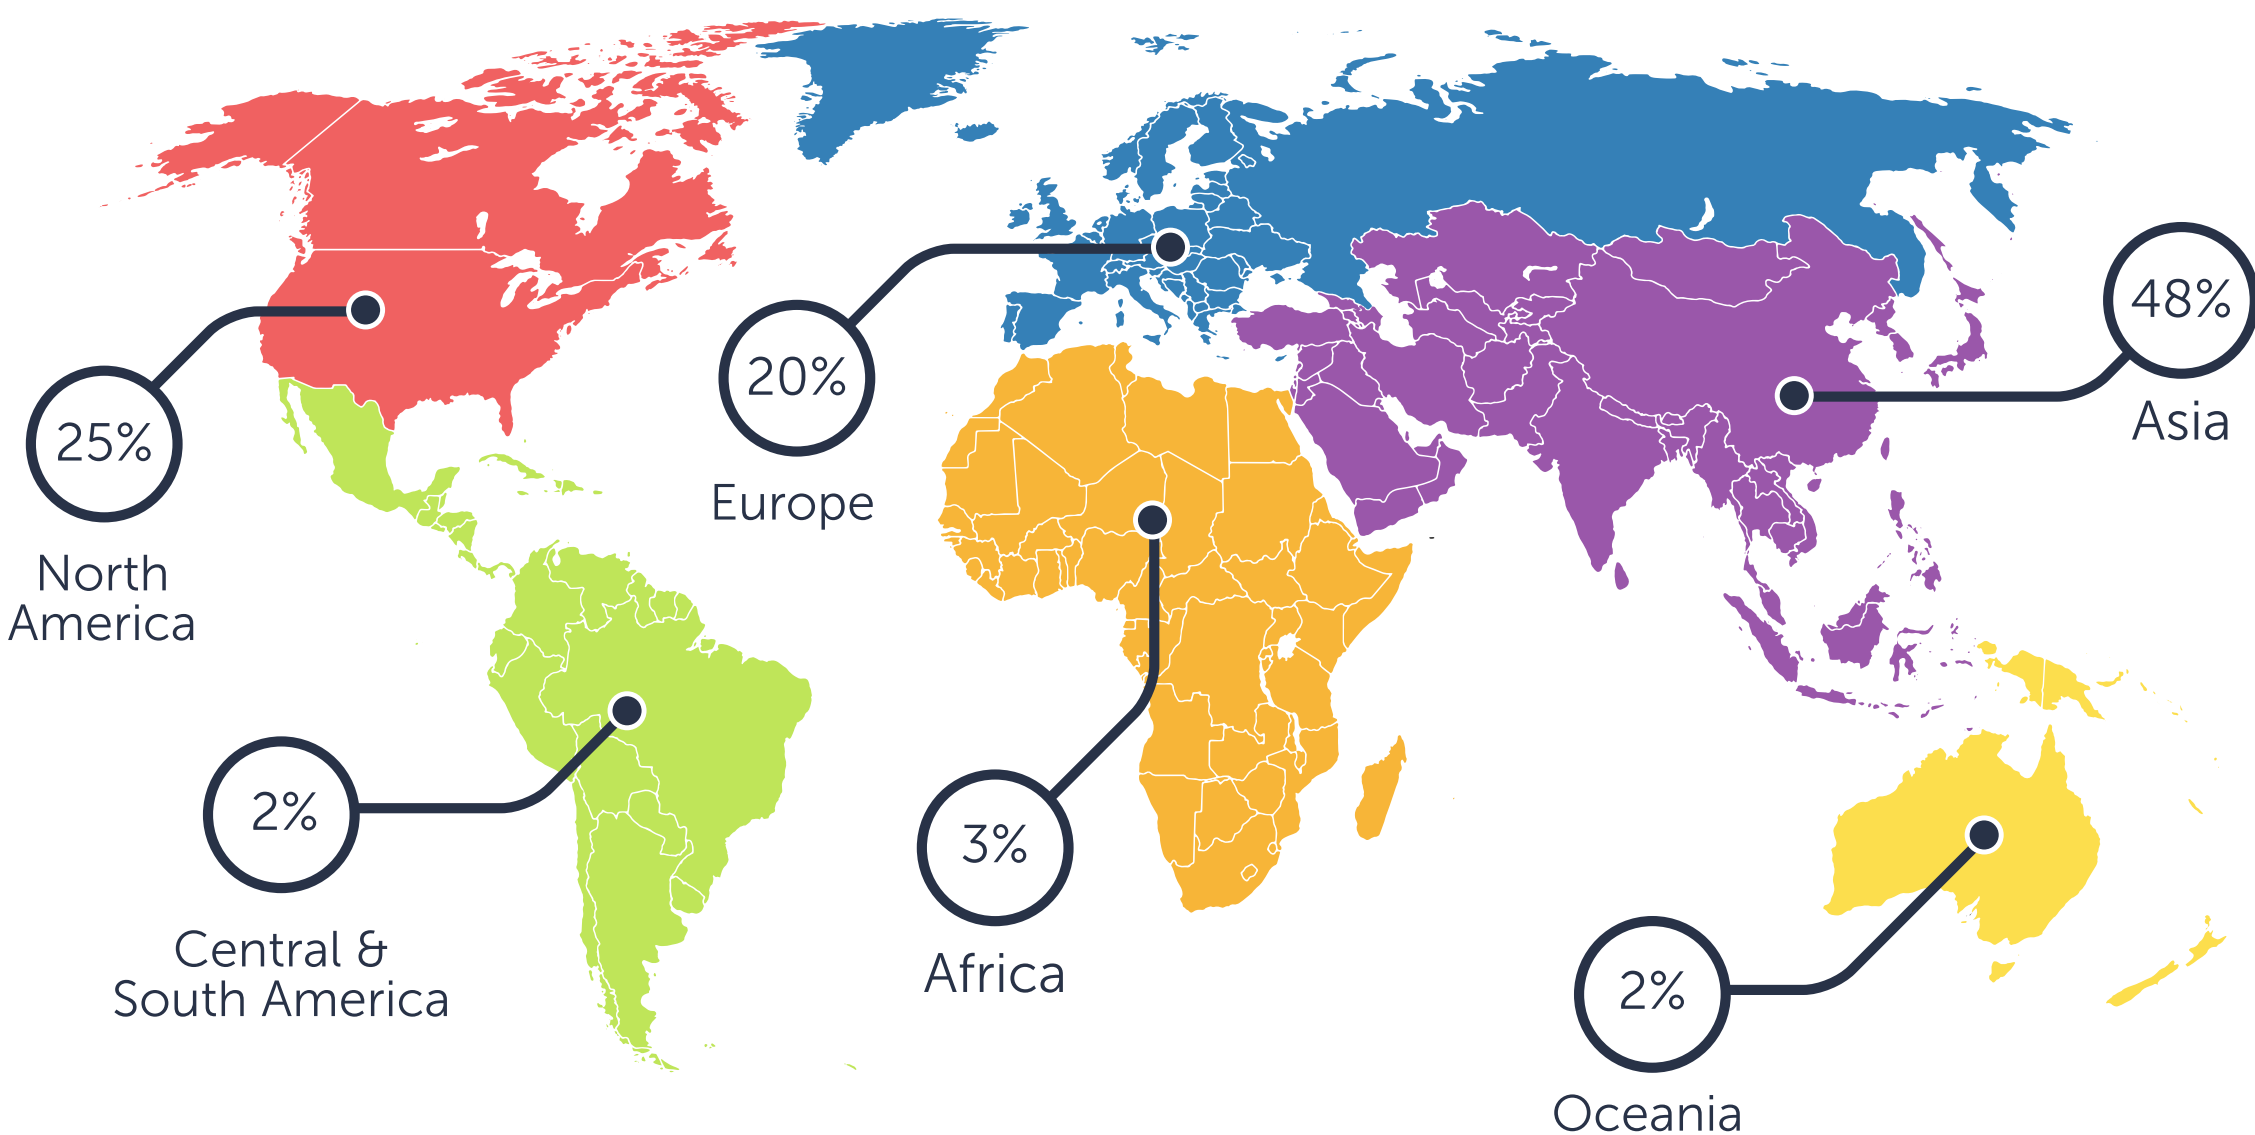 25%
North
America
20%
Europe
48%
Asia
2%
Central &
South America
3%
Africa
2%
Oceania